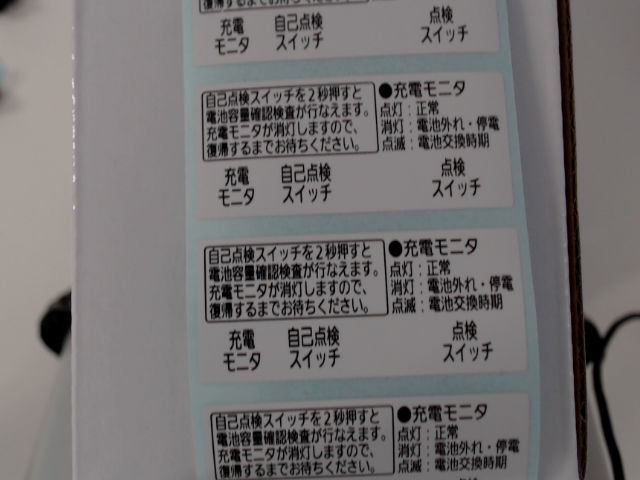 復帰するまでお待ちください。
充電 自己点検 点検
モニタ スイッチ スイッチ
自己点検スイッチを2秒押すと
電池容量確認検査が行なえます。
充電モニタが消灯しますので、
復帰するまでお待ちください。
●充電モニタ
点灯：正常
消灯：電池外れ・停電
点滅：電池交換時期
充電 自己点検 点検
モニタ スイッチ スイッチ
自己点検スイッチを2秒押すと
電池容量確認検査が行なえます。
充電モニタが消灯しますので、
復帰するまでお待ちください。
●充電モニタ
点灯：正常
消灯：電池外れ・停電
点滅：電池交換時期
充電 自己点検 点検
モニタ スイッチ スイッチ
自己点検スイッチを2秒押すと
電池容量確認検査が行なえます。
充電モニタが消灯しますので、
復帰するまでお待ちください。
●充電モニタ
点灯：正常
消灯：電池外れ・停電
点滅：電池交換時期